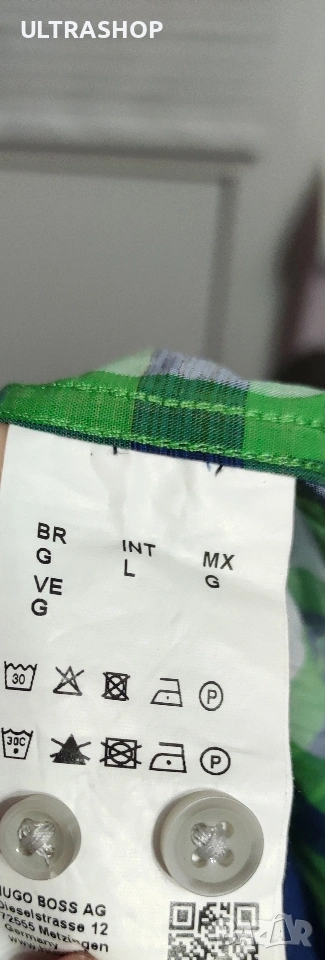 ULTRASHOP
BR
G
INT
L
MX
G
VE
G
30 P
30C P
HUGO BOSS AG
Dieselstrasse 12
72555 Metzingen
Germany